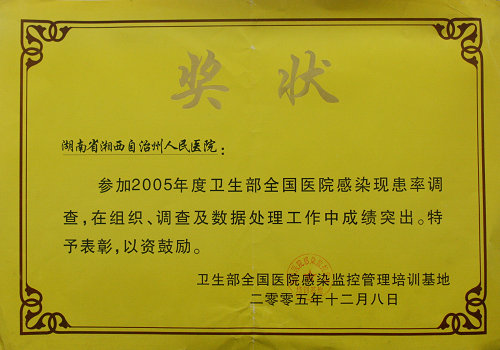 奖状
湖南省湘西自治州人民医院：
参加2005年度卫生部全国医院感染现患率调
查，在组织、调查及数据处理工作中成绩突出。特
予表彰，以资鼓励。
卫生部全国医院感染监控管理培训基地
二零零五年十二月八日